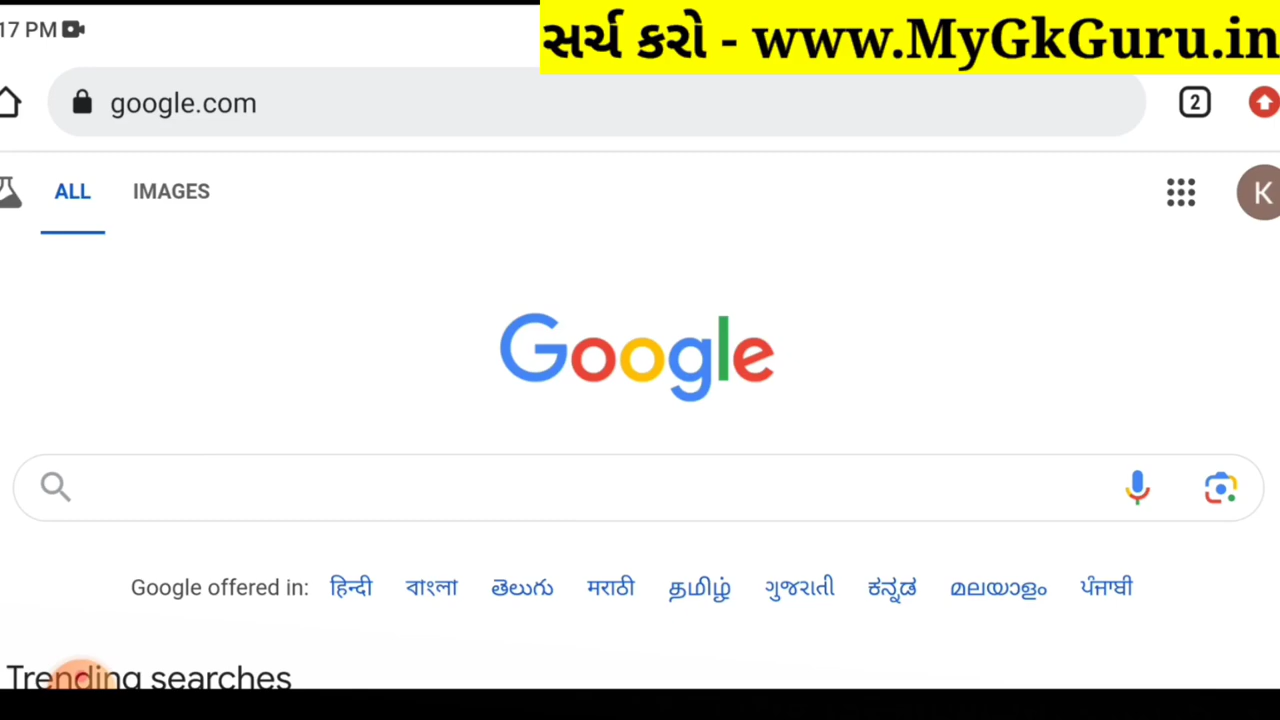 17 PM
સર્ચ કરો - www.MyGkGuru.in
google.com
2
ALL IMAGES
K
Google
Google offered in: हिन्दी বাংলা తెలుగు मराठी தமிழ் ગુજરાતી ಕನ್ನಡ മലയാളം ਪੰਜਾਬੀ
Trending searches